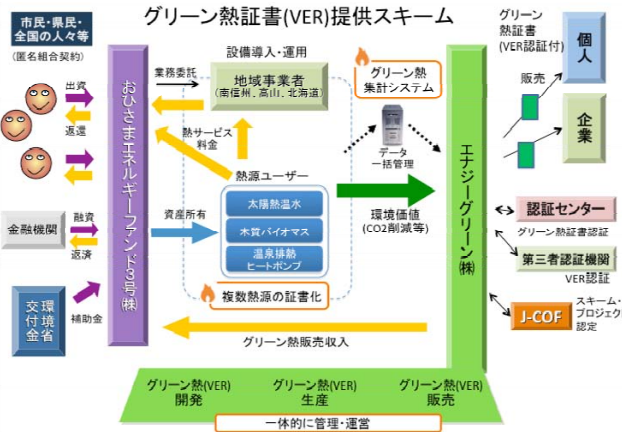 グリーン熱証書(VER)提供スキーム
市民・県民・
全国の人々等
(匿名組合契約)
出資
返還
金融機関
融資
返済
環境省
交付金
補助金
おひさまエネルギーファンド3号㈱
業務委託
設備導入・運用
地域事業者
(南信州、高山、北海道)
熱サービス
料金
熱源ユーザー
資産所有
太陽熱温水
木質バイオマス
温泉排熱
ヒートポンプ
複数熱源の証書化
グリーン熱
集計システム
データ
一括管理
環境価値
(CO2削減等)
グリーン熱販売収入
エナジーグリーン㈱
グリーン
熱証書
(VER認証付)
販売
個人
企業
認証センター
グリーン熱証書認証
第三者認証機関
VER認証
J-COF
スキーム・
プロジェクト
認定
グリーン熱(VER)
開発
グリーン熱(VER)
生産
グリーン熱(VER)
販売
一体的に管理・運営